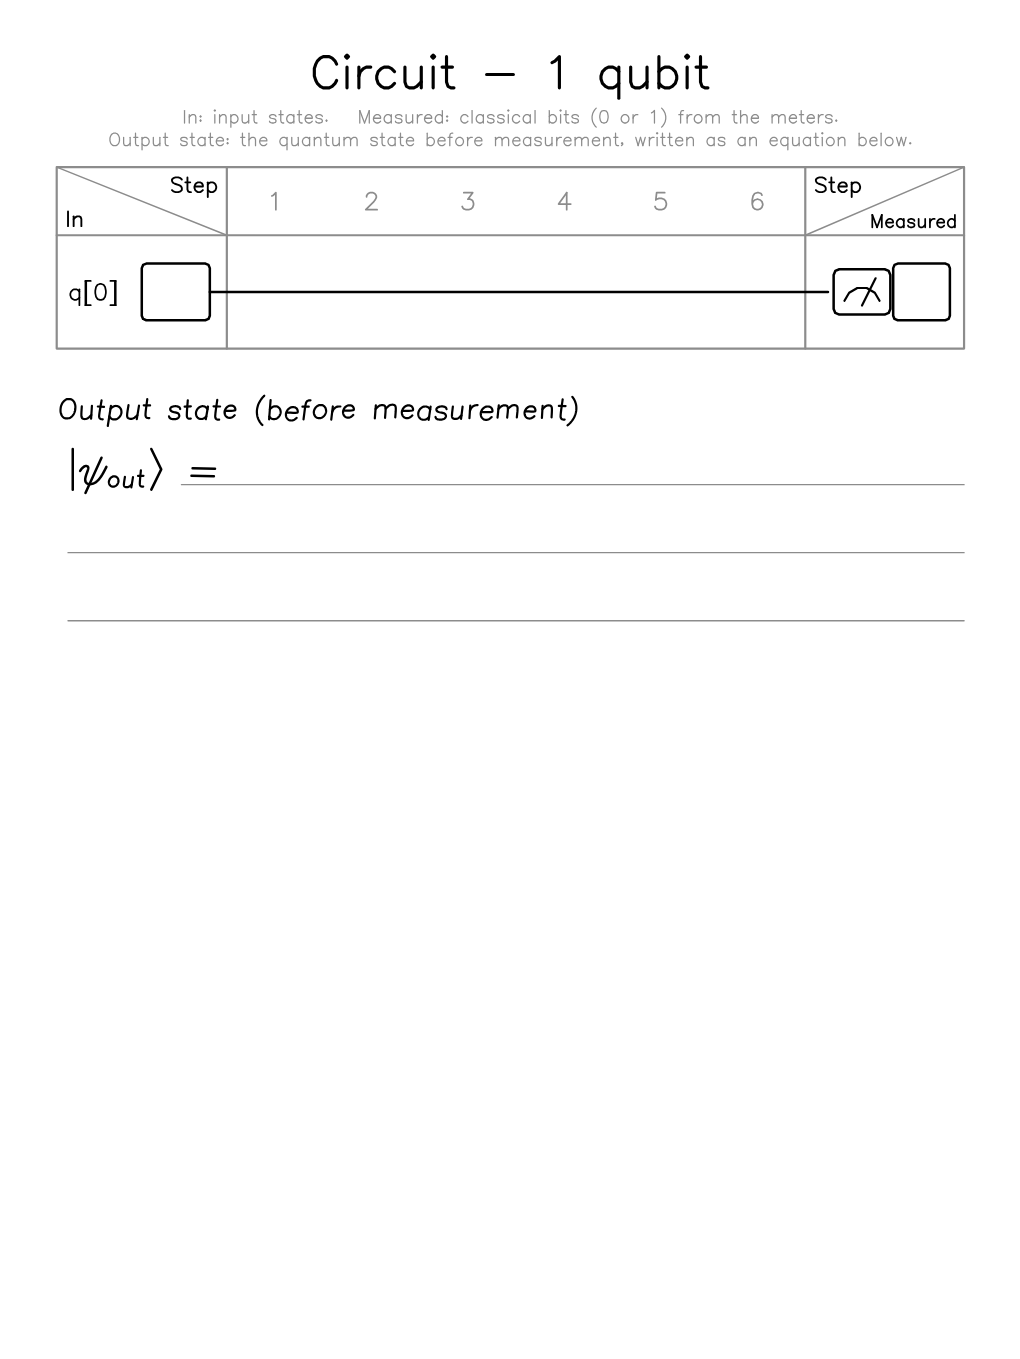 Circuit – 1 qubit
In: input states. Measured: classical bits (0 or 1) from the meters.
Output state: the quantum state before measurement, written as an equation below.
Step
In
1 2 3 4 5 6
Step
Measured
q[0]
Output state (before measurement)
|ψout⟩ =